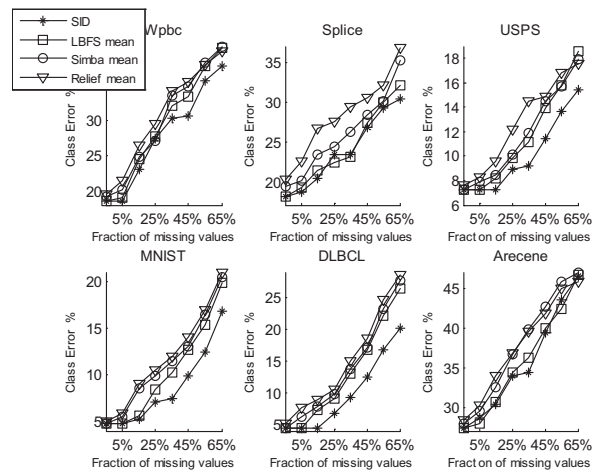 SID
LBFS mean
Simba mean
Relief mean
Wpbc
Splice
USPS
30
20
Class Error %
5% 25% 45% 65%
Fraction of missing values
35
30
25
20
Class Error %
5% 25% 45% 65%
Fraction of missing values
18
16
14
12
10
8
6
Class Error %
5% 25% 45% 65%
Fracton of missing values
MNIST
DLBCL
Arecene
20
15
10
5
Class Error %
5% 25% 45% 65%
Fraction of missing values
25
20
15
10
5
Class Error %
5% 25% 45% 65%
Fraction of missing values
45
40
35
30
Class Error %
5% 25% 45% 65%
Fraction of missing values